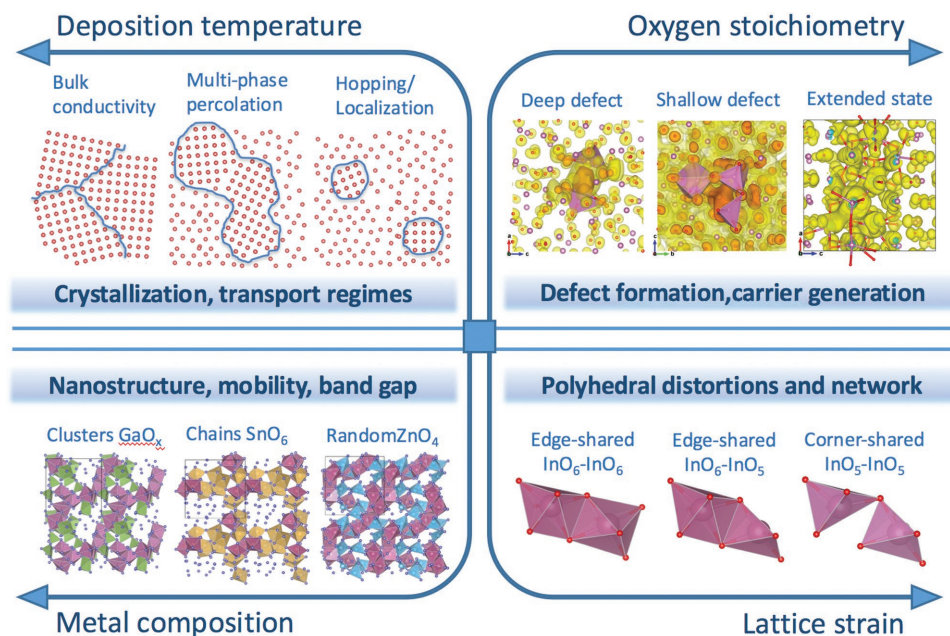 Deposition temperature
Oxygen stoichiometry
Bulk
conductivity
Multi-phase
percolation
Hopping/
Localization
Deep defect
Shallow defect
Extended state
Crystallization, transport regimes
Defect formation,carrier generation
Nanostructure, mobility, band gap
Polyhedral distortions and network
Clusters GaOₓ
Chains SnO₆
RandomZnO₄
Edge-shared
InO₆-InO₆
Edge-shared
InO₆-InO₅
Corner-shared
InO₅-InO₅
Metal composition
Lattice strain